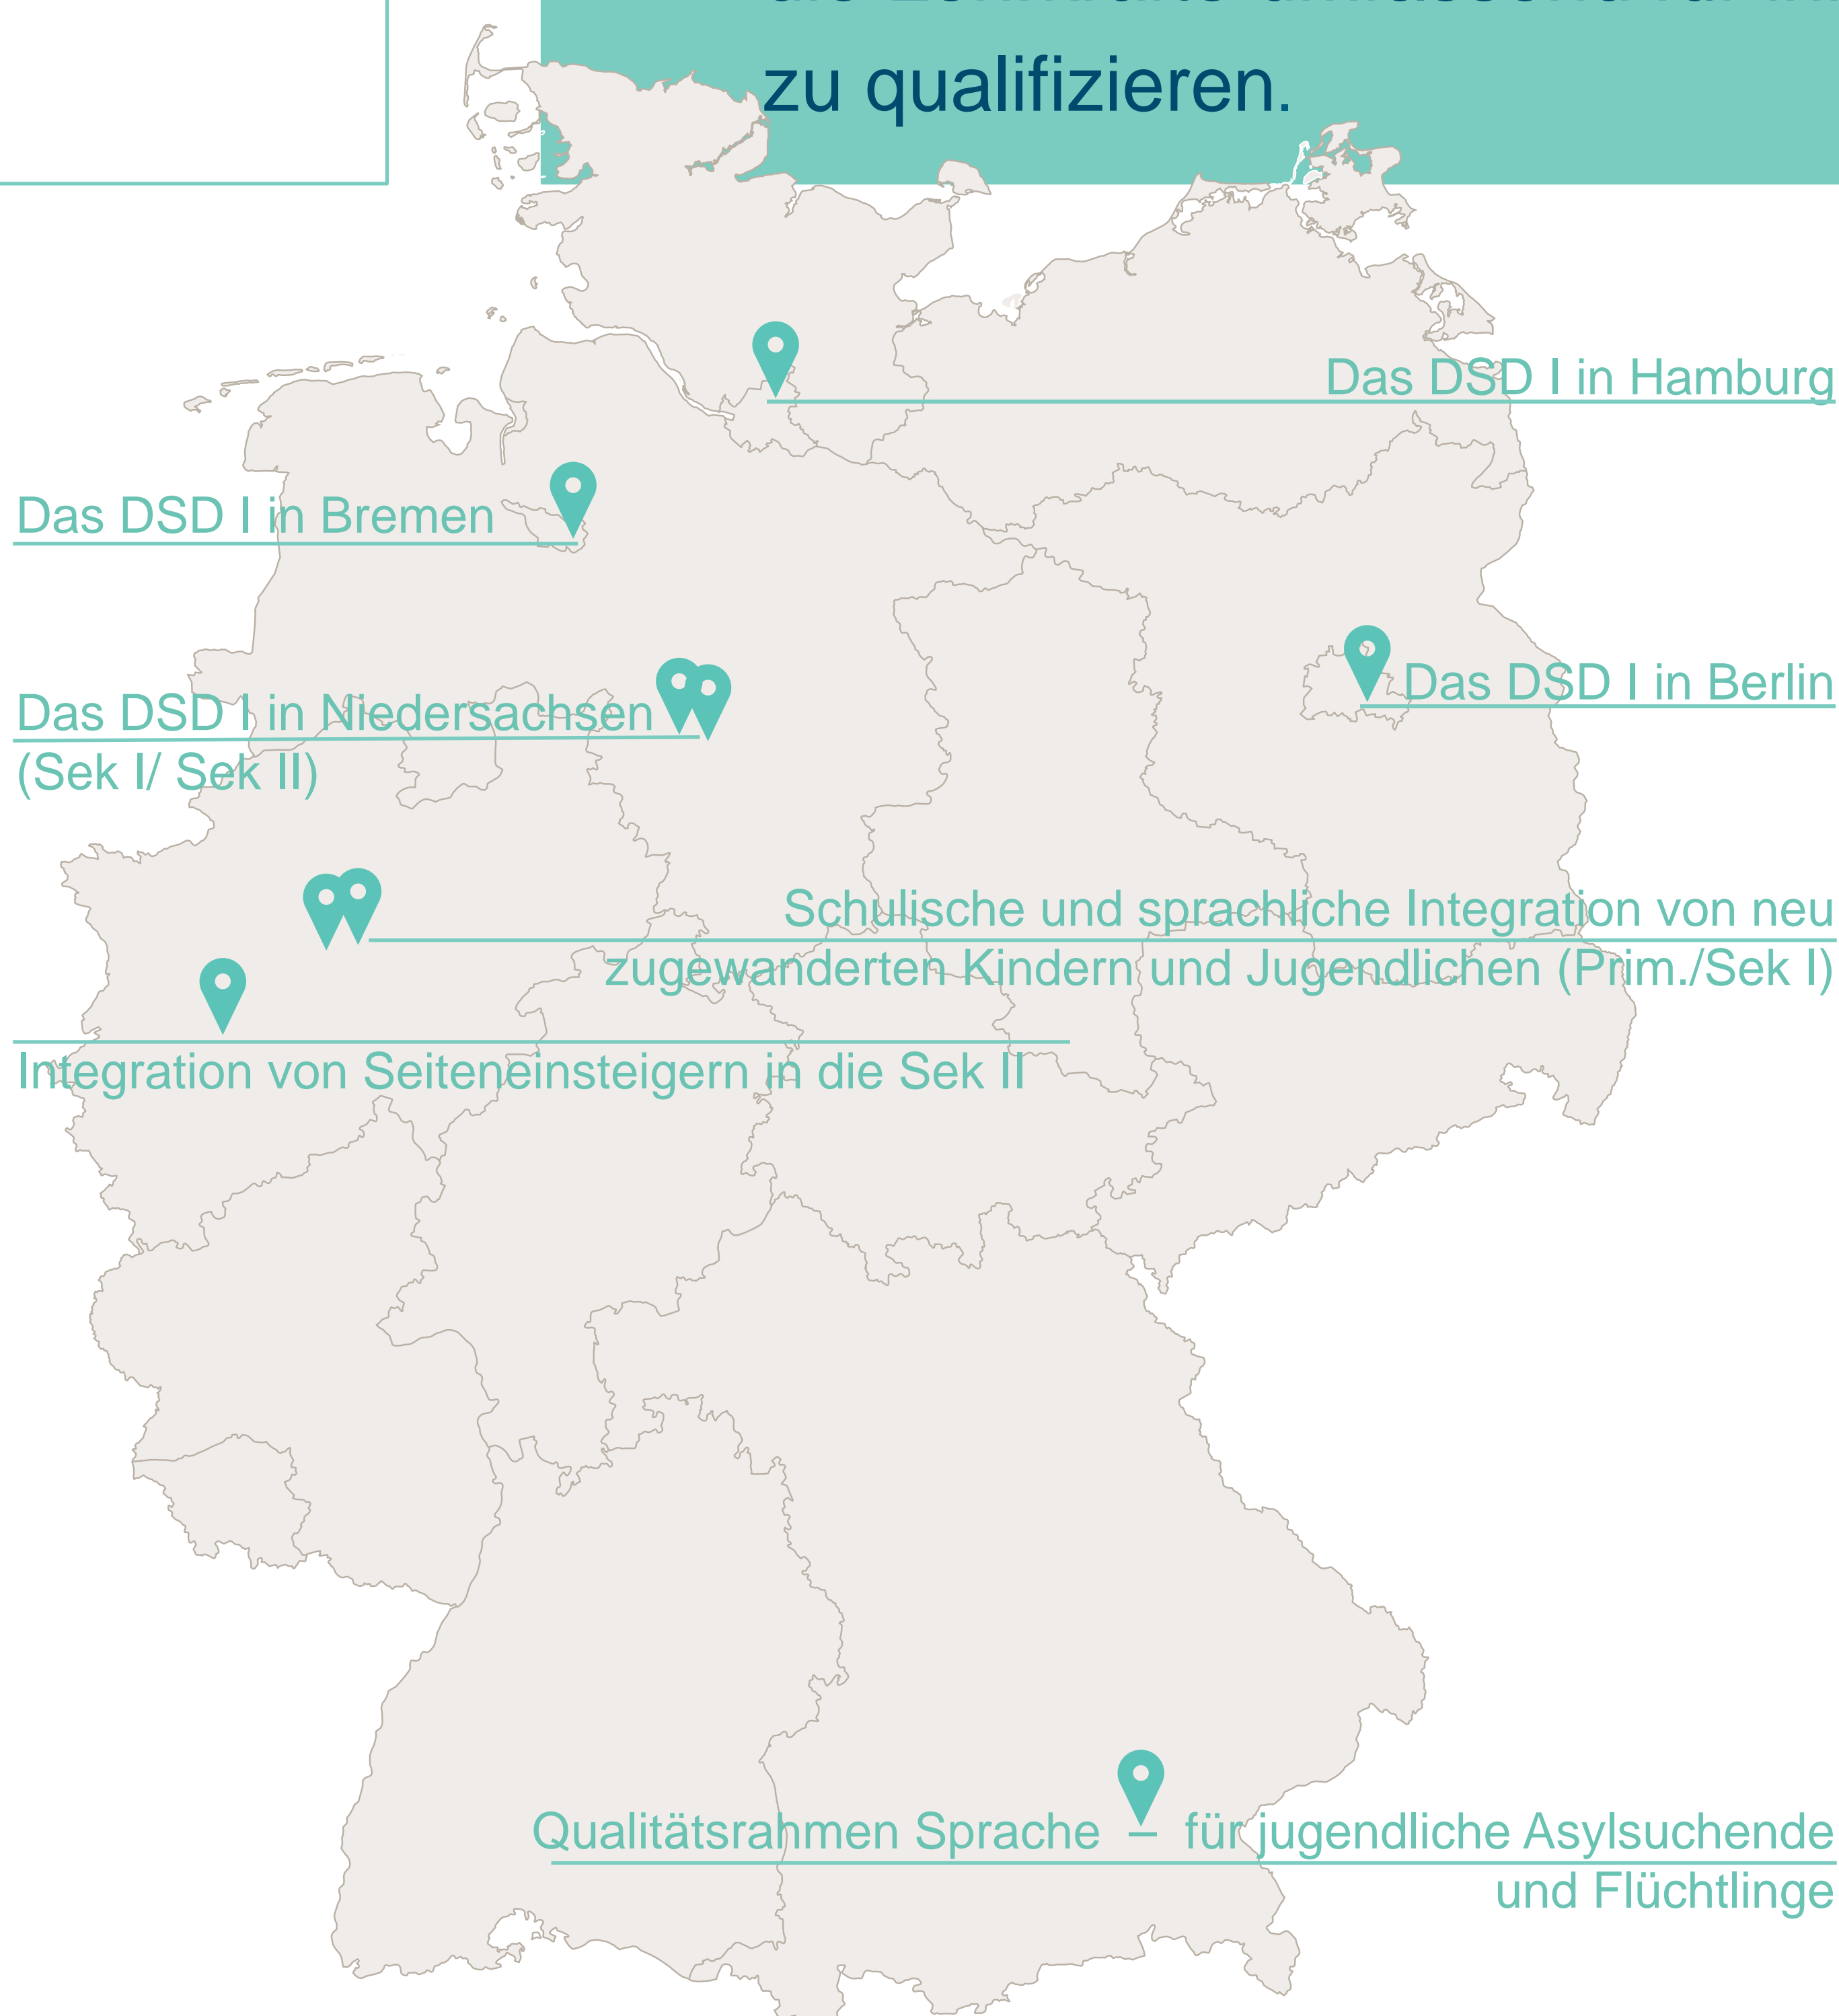 zu qualifizieren.
Das DSD I in Hamburg
Das DSD I in Bremen
Das DSD I in Berlin
Das DSD I in Niedersachsen
(Sek I/ Sek II)
Schulische und sprachliche Integration von neu
zugewanderten Kindern und Jugendlichen (Prim./Sek I)
Integration von Seiteneinsteigern in die Sek II
Qualitätsrahmen Sprache – für jugendliche Asylsuchende
und Flüchtlinge